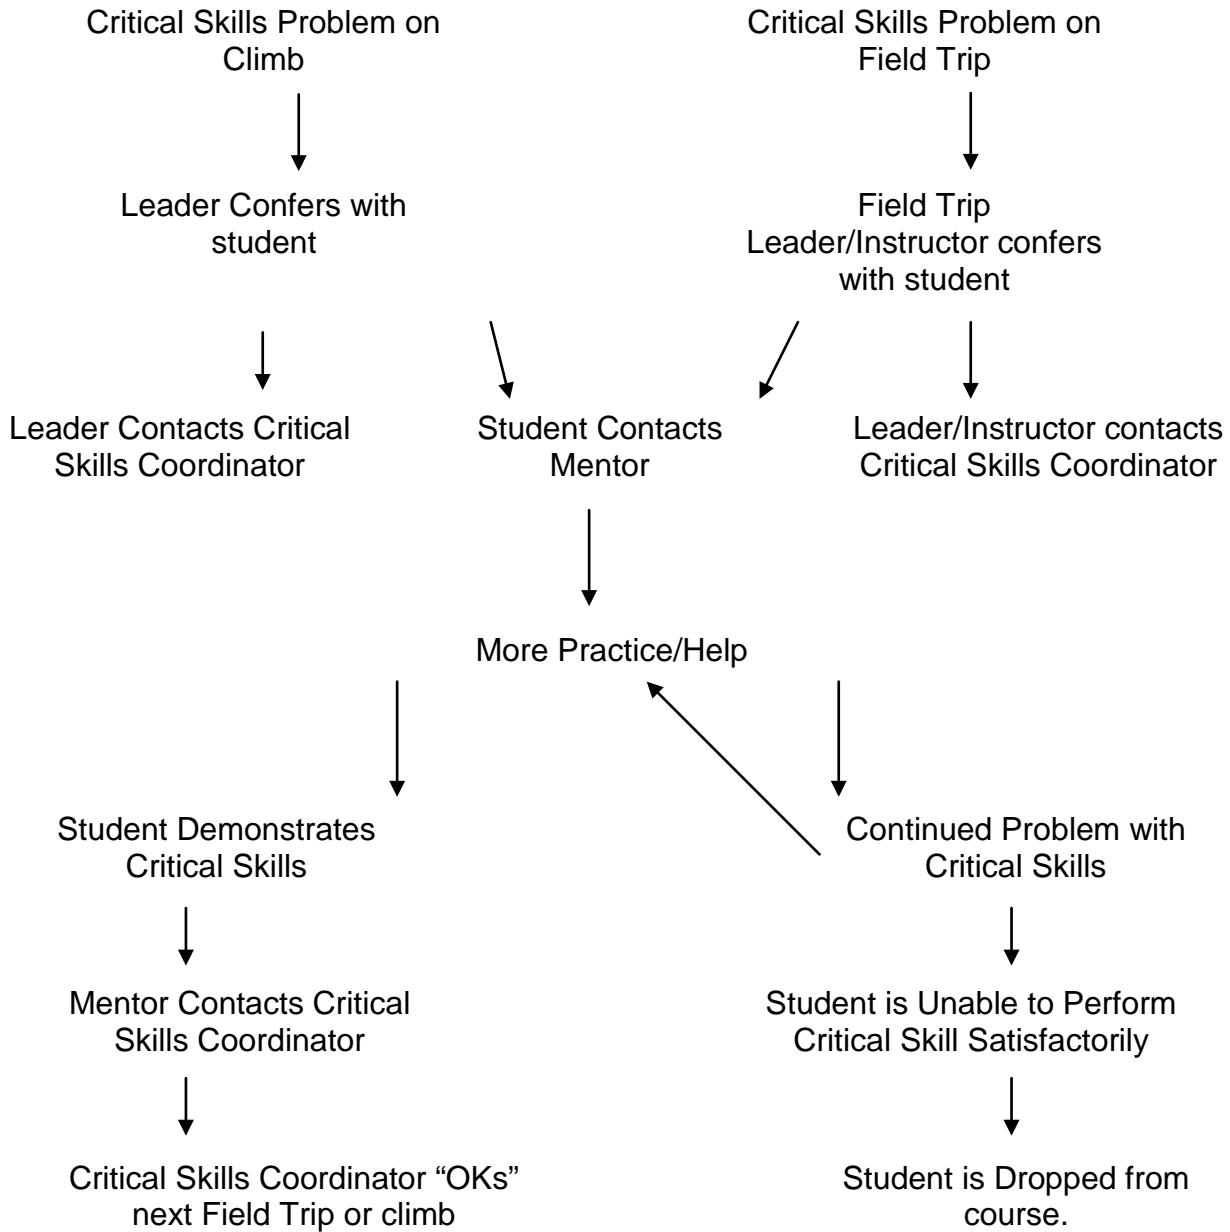 Critical Skills Problem on
Climb
Critical Skills Problem on
Field Trip
Leader Confers with
student
Field Trip
Leader/Instructor confers
with student
Leader Contacts Critical
Skills Coordinator
Student Contacts
Mentor
Leader/Instructor contacts
Critical Skills Coordinator
More Practice/Help
Student Demonstrates
Critical Skills
Continued Problem with
Critical Skills
Mentor Contacts Critical
Skills Coordinator
Student is Unable to Perform
Critical Skill Satisfactorily
Critical Skills Coordinator “OKs”
next Field Trip or climb
Student is Dropped from
course.